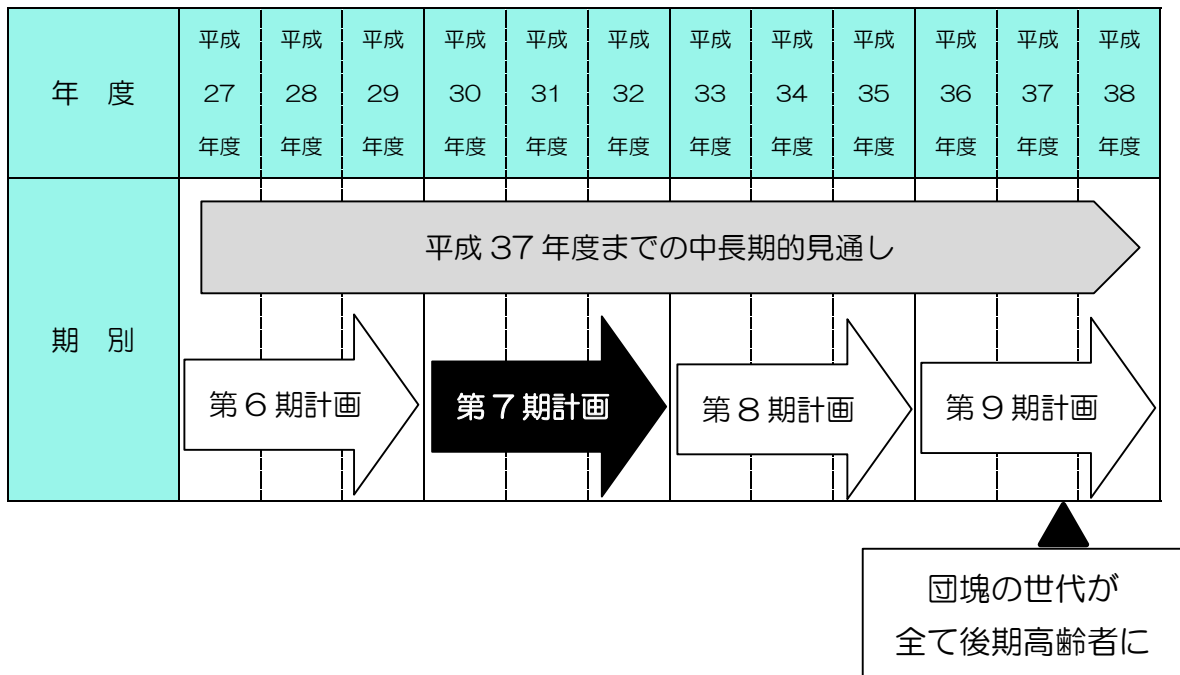 年 度
平成 平成 平成 平成 平成 平成 平成 平成 平成 平成 平成 平成
27 28 29 30 31 32 33 34 35 36 37 38
年度 年度 年度 年度 年度 年度 年度 年度 年度 年度 年度 年度
期 別
平成 37 年度までの中長期的見通し
第6期計画 第7期計画 第8期計画 第9期計画
団塊の世代が
全て後期高齢者に